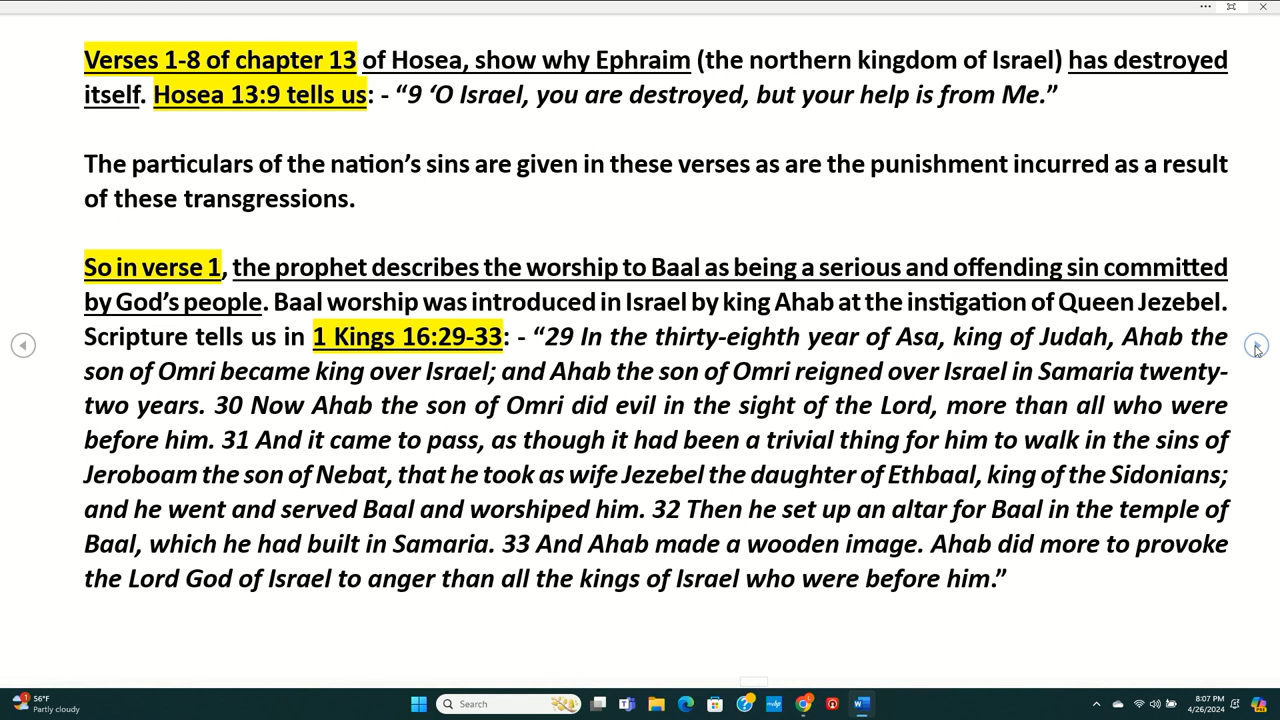 Verses 1-8 of chapter 13 of Hosea, show why Ephraim (the northern kingdom of Israel) has destroyed
itself. Hosea 13:9 tells us: - “9 ‘O Israel, you are destroyed, but your help is from Me.”
The particulars of the nation’s sins are given in these verses as are the punishment incurred as a result
of these transgressions.
So in verse 1, the prophet describes the worship to Baal as being a serious and offending sin committed
by God’s people. Baal worship was introduced in Israel by king Ahab at the instigation of Queen Jezebel.
Scripture tells us in 1 Kings 16:29-33: - “29 In the thirty-eighth year of Asa, king of Judah, Ahab the
son of Omri became king over Israel; and Ahab the son of Omri reigned over Israel in Samaria twenty-
two years. 30 Now Ahab the son of Omri did evil in the sight of the Lord, more than all who were
before him. 31 And it came to pass, as though it had been a trivial thing for him to walk in the sins of
Jeroboam the son of Nebat, that he took as wife Jezebel the daughter of Ethbaal, king of the Sidonians;
and he went and served Baal and worshiped him. 32 Then he set up an altar for Baal in the temple of
Baal, which he had built in Samaria. 33 And Ahab made a wooden image. Ahab did more to provoke
the Lord God of Israel to anger than all the kings of Israel who were before him.”
1
56°F
Partly cloudy
Search
8:07 PM
4/26/2024